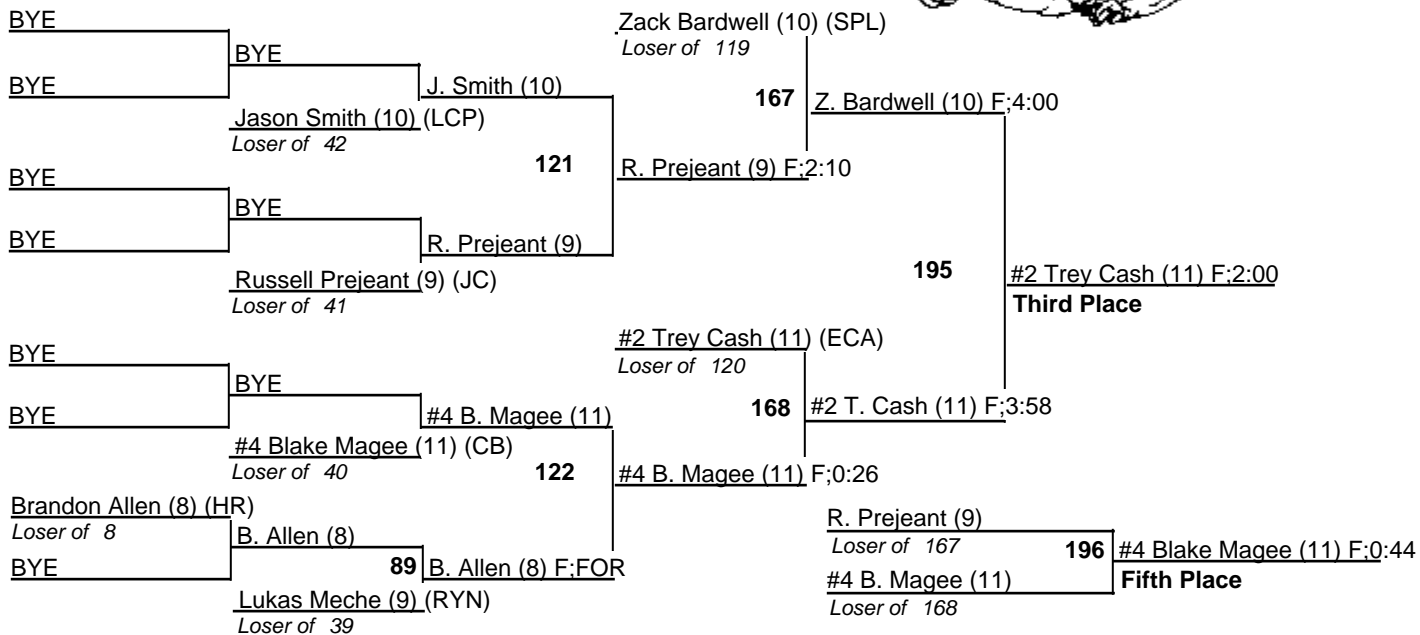 BYE
Zack Bardwell (10) (SPL)
Loser of 119
BYE
BYE
J. Smith (10)
167
Z. Bardwell (10) F;4:00
Jason Smith (10) (LCP)
Loser of 42
121
R. Prejeant (9) F;2:10
BYE
BYE
BYE
R. Prejeant (9)
195
#2 Trey Cash (11) F;2:00
Third Place
Russell Prejeant (9) (JC)
Loser of 41
#2 Trey Cash (11) (ECA)
Loser of 120
BYE
BYE
BYE
#4 B. Magee (11)
168
#2 T. Cash (11) F;3:58
#4 Blake Magee (11) (CB)
Loser of 40
122
#4 B. Magee (11) F;0:26
Brandon Allen (8) (HR)
Loser of 8
B. Allen (8)
BYE
89
B. Allen (8) F;FOR
Lukas Meche (9) (RYN)
Loser of 39
R. Prejeant (9)
Loser of 167
196
#4 Blake Magee (11) F;0:44
Fifth Place
#4 B. Magee (11)
Loser of 168